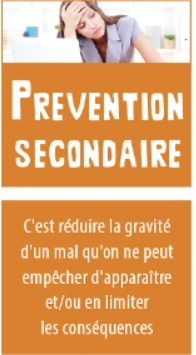 PREVENTION
SECONDAIRE
C'est réduire la gravité
d'un mal qu'on ne peut
empêcher d'apparaître
et/ou en limiter
les conséquences